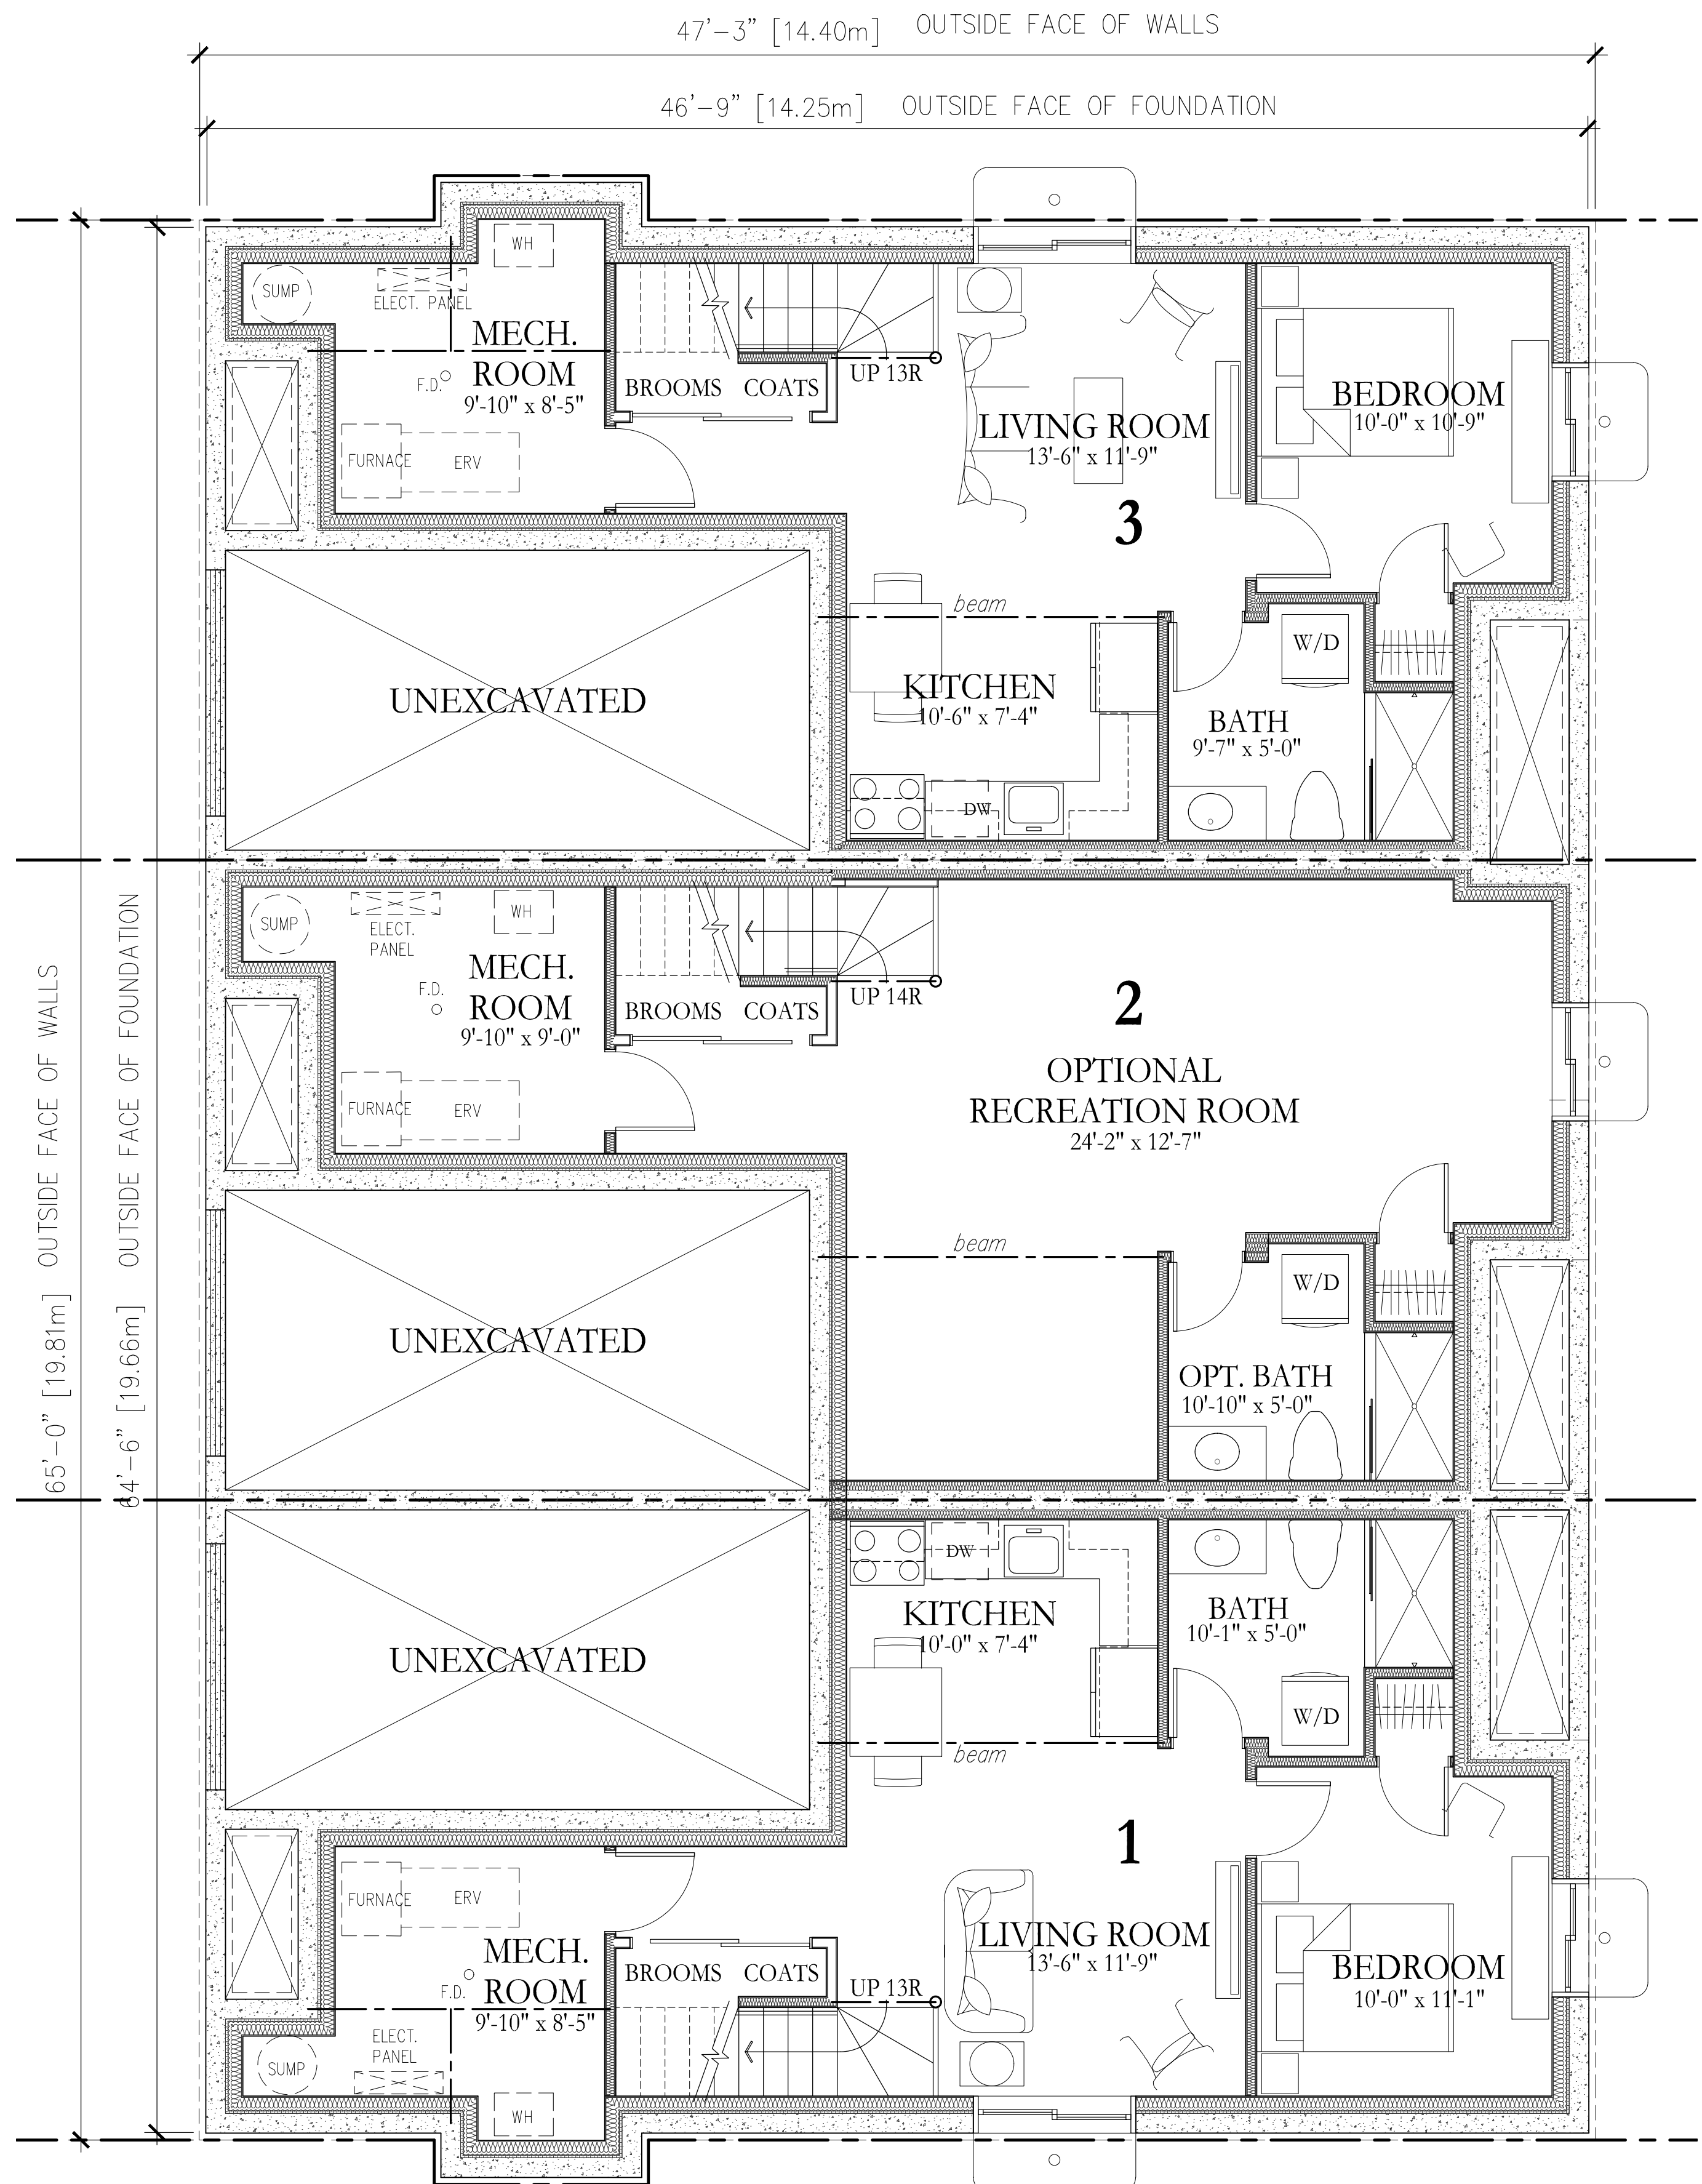 47'-3" [14.40m] OUTSIDE FACE OF WALLS
46'-9" [14.25m] OUTSIDE FACE OF FOUNDATION
65'-0" [19.81m] OUTSIDE FACE OF WALLS
64'-6" [19.66m] OUTSIDE FACE OF FOUNDATION
WH
SUMP
ELECT. PANEL
MECH.
ROOM
9'-10" x 8'-5"
F.D.
FURNACE
ERV
BROOMS
COATS
UP 13R
LIVING ROOM
13'-6" x 11'-9"
BEDROOM
10'-0" x 10'-9"
3
beam
UNEXCAVATED
KITCHEN
10'-6" x 7'-4"
DW
W/D
BATH
9'-7" x 5'-0"
SUMP
ELECT.
PANEL
WH
MECH.
ROOM
9'-10" x 9'-0"
F.D.
FURNACE
ERV
BROOMS
COATS
UP 14R
2
OPTIONAL
RECREATION ROOM
24'-2" x 12'-7"
beam
UNEXCAVATED
W/D
OPT. BATH
10'-10" x 5'-0"
DW
KITCHEN
10'-0" x 7'-4"
BATH
10'-1" x 5'-0"
UNEXCAVATED
W/D
beam
1
FURNACE
ERV
MECH.
ROOM
9'-10" x 8'-5"
F.D.
BROOMS
COATS
UP 13R
LIVING ROOM
13'-6" x 11'-9"
BEDROOM
10'-0" x 11'-1"
ELECT.
PANEL
SUMP
WH